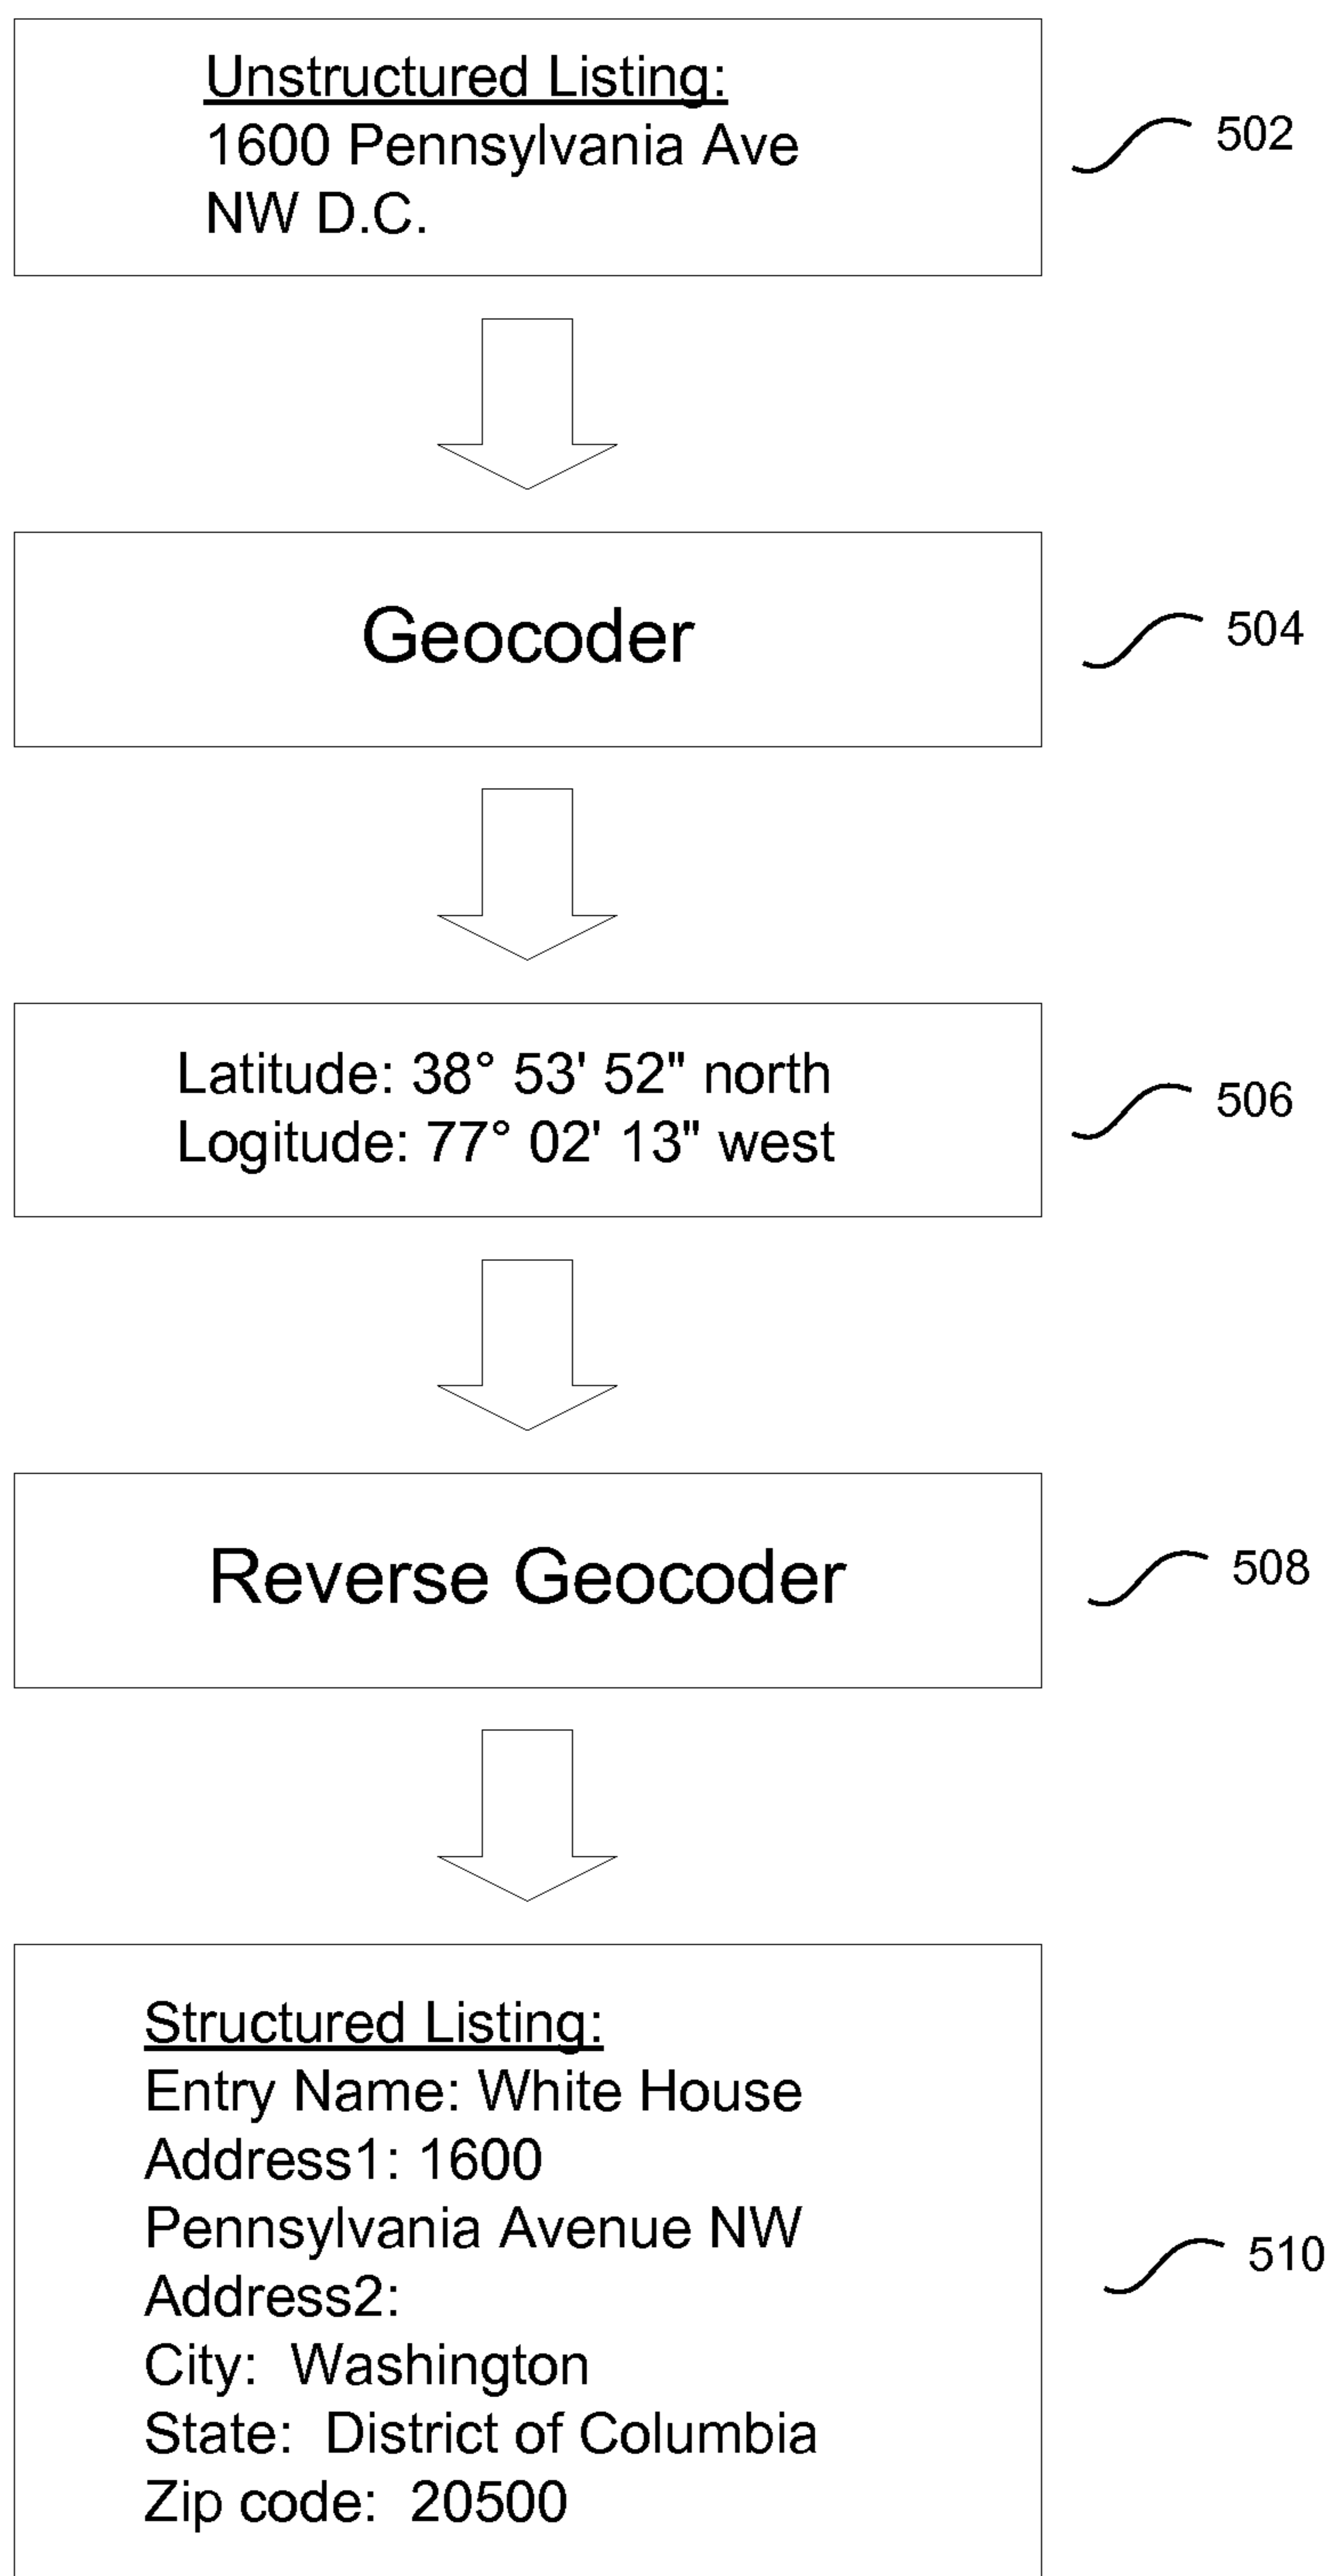 Unstructured Listing:
1600 Pennsylvania Ave
NW D.C.
502
Geocoder
504
Latitude: 38° 53' 52" north
Logitude: 77° 02' 13" west
506
Reverse Geocoder
508
Structured Listing:
Entry Name: White House
Address1: 1600
Pennsylvania Avenue NW
Address2:
City: Washington
State: District of Columbia
Zip code: 20500
510